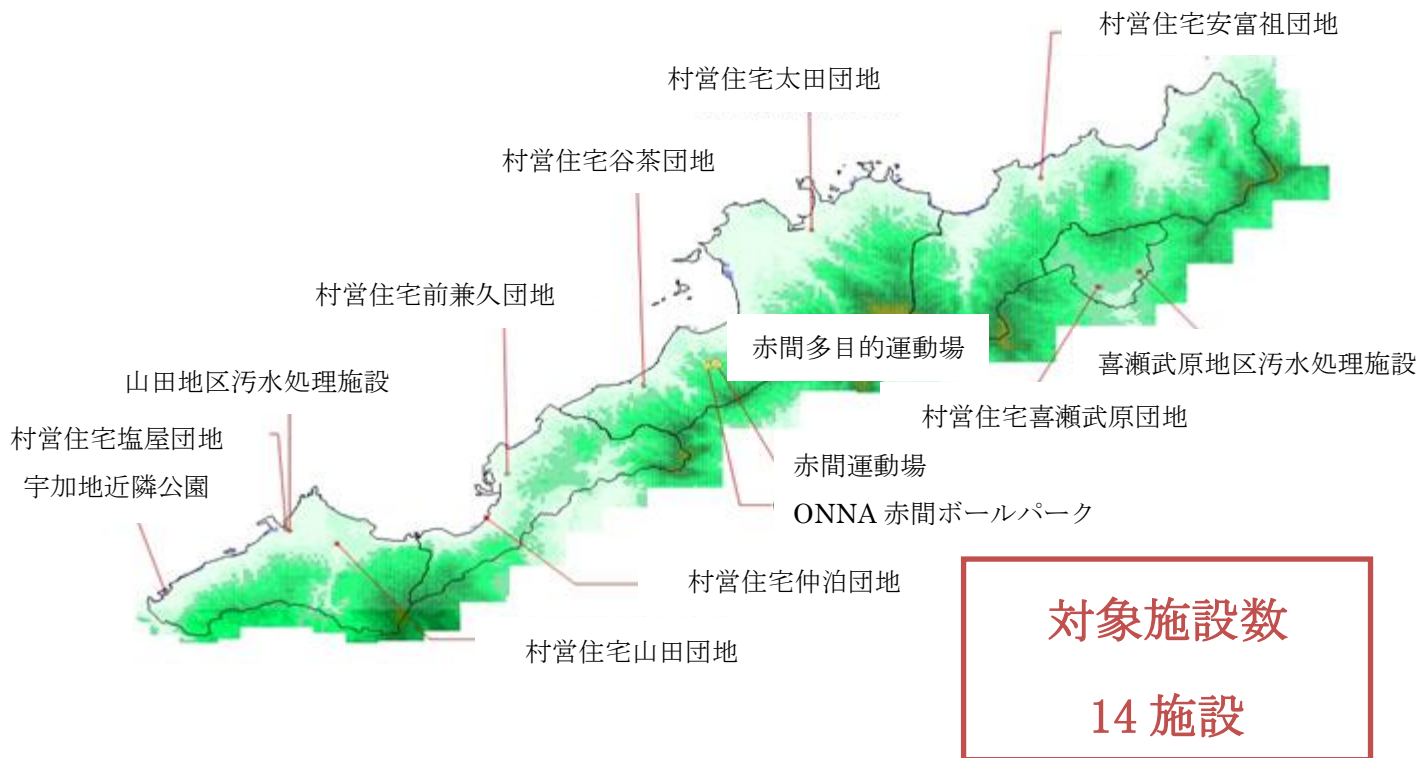 村営住宅安富祖団地
村営住宅太田団地
村営住宅谷茶団地
村営住宅前兼久団地
赤間多目的運動場
山田地区汚水処理施設
喜瀬武原地区汚水処理施設
村営住宅喜瀬武原団地
村営住宅塩屋団地
赤間運動場
宇加地近隣公園
ONNA 赤間ボールパーク
村営住宅仲泊団地
村営住宅山田団地
対象施設数
14 施設